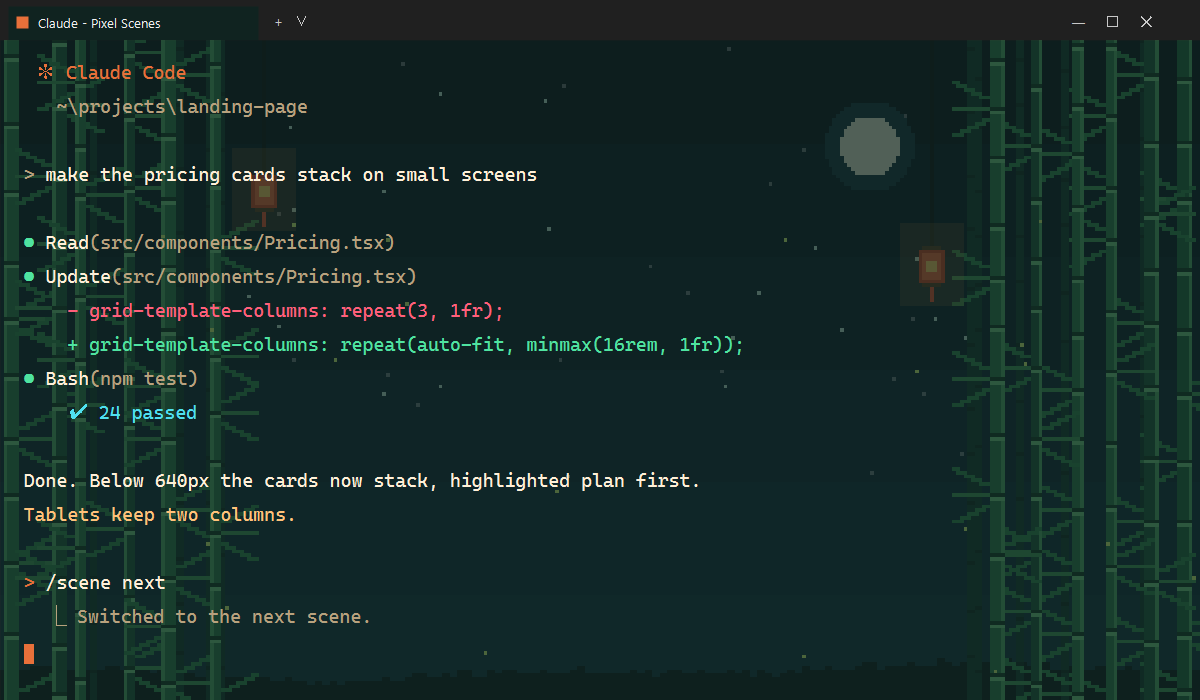 Claude - Pixel Scenes
✻ Claude Code
~\projects\landing-page
> make the pricing cards stack on small screens
● Read(src/components/Pricing.tsx)
● Update(src/components/Pricing.tsx)
- grid-template-columns: repeat(3, 1fr);
+ grid-template-columns: repeat(auto-fit, minmax(16rem, 1fr));
● Bash(npm test)
✔ 24 passed
Done. Below 640px the cards now stack, highlighted plan first.
Tablets keep two columns.
> /scene next
⎿ Switched to the next scene.